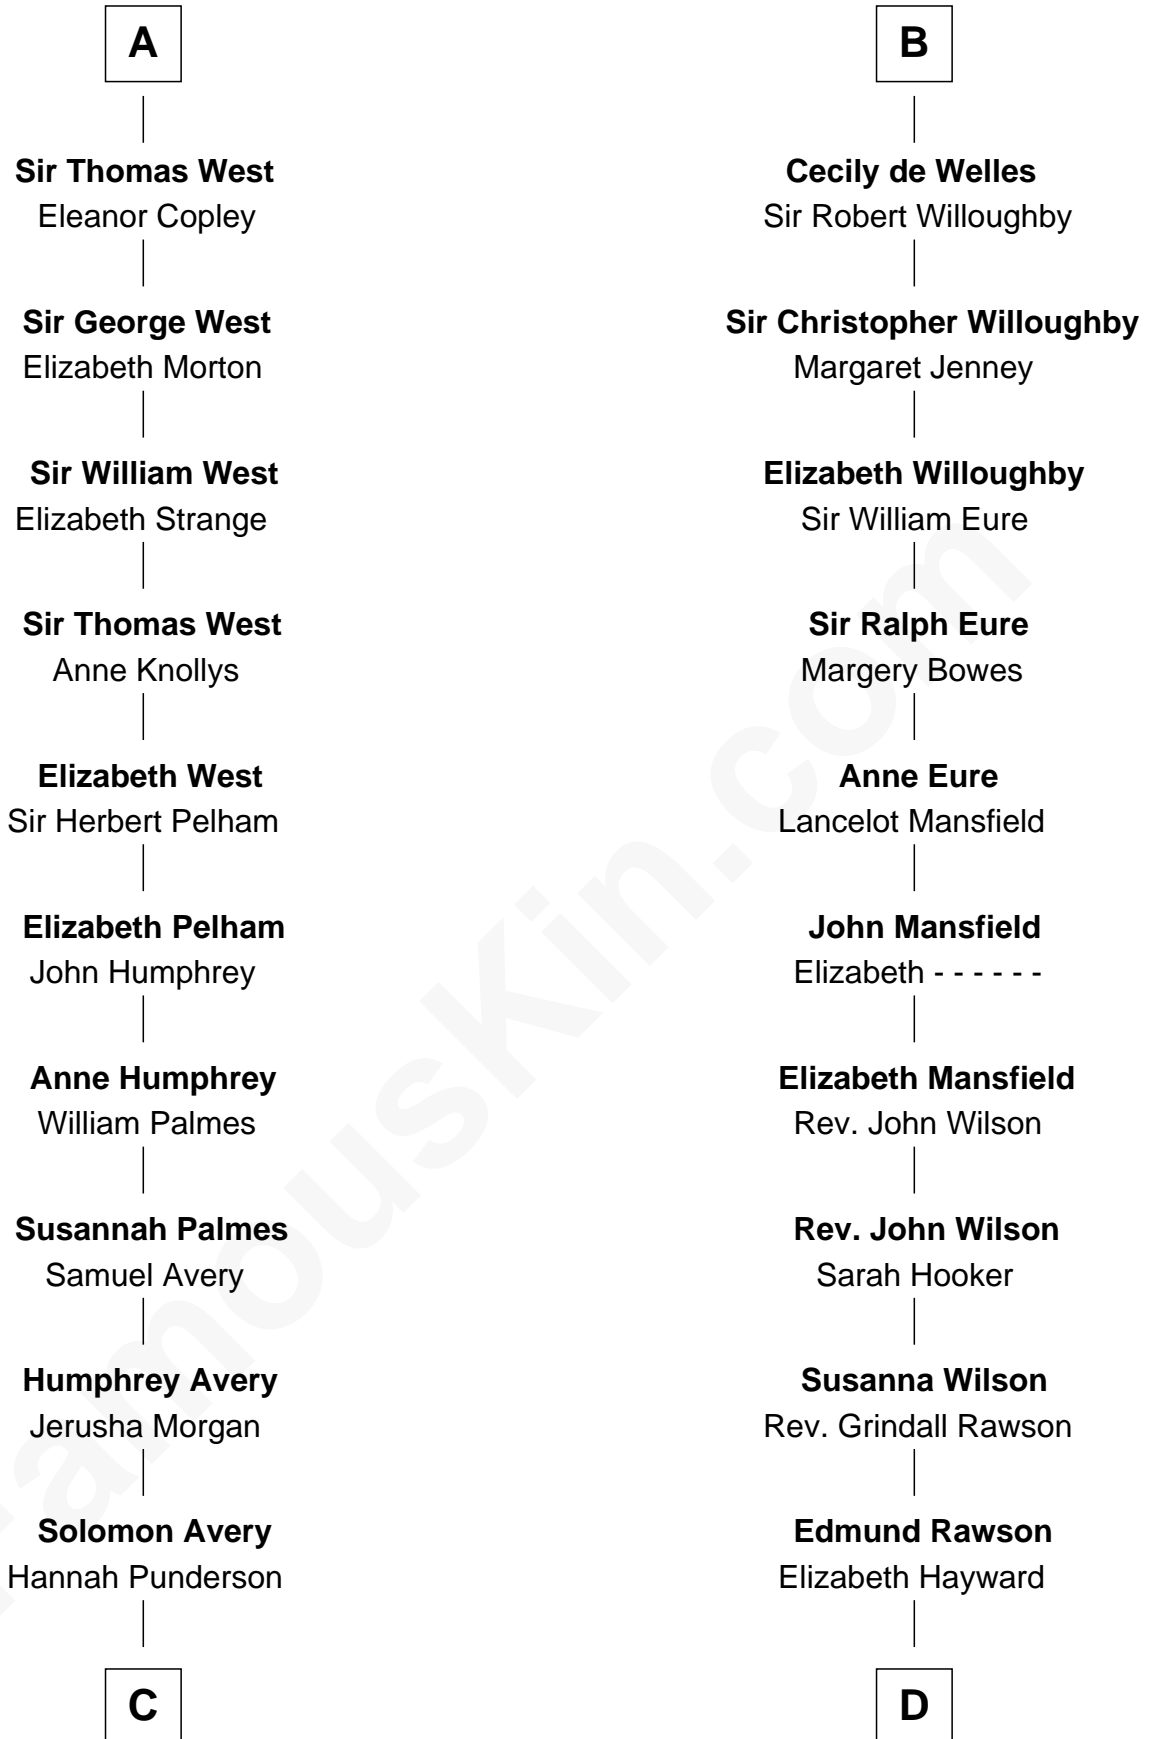 A
Sir Thomas West
Eleanor Copley
Sir George West
Elizabeth Morton
Sir William West
Elizabeth Strange
Sir Thomas West
Anne Knollys
Elizabeth West
Sir Herbert Pelham
Elizabeth Pelham
John Humphrey
Anne Humphrey
William Palmes
Susannah Palmes
Samuel Avery
Humphrey Avery
Jerusha Morgan
Solomon Avery
Hannah Punderson
C
B
Cecily de Welles
Sir Robert Willoughby
Sir Christopher Willoughby
Margaret Jenney
Elizabeth Willoughby
Sir William Eure
Sir Ralph Eure
Margery Bowes
Anne Eure
Lancelot Mansfield
John Mansfield
Elizabeth - - - - - -
Elizabeth Mansfield
Rev. John Wilson
Rev. John Wilson
Sarah Hooker
Susanna Wilson
Rev. Grindall Rawson
Edmund Rawson
Elizabeth Hayward
D
FamousKin.com